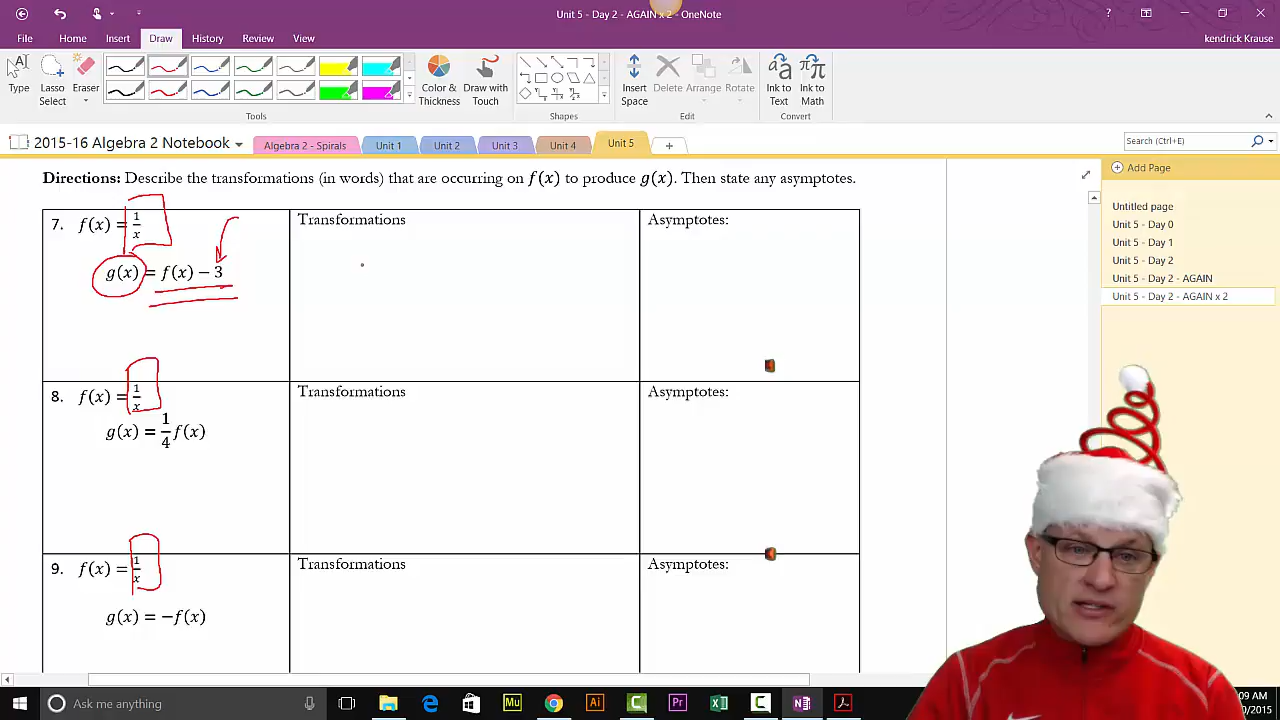 Unit 5 - Day 2 - AGAIN x 2 - OneNote
File Home Insert Draw History Review View
kendrick Krause
Type
Lasso Select
Eraser
Color & Thickness
Draw with Touch
Insert Space
Delete Arrange Rotate
Ink to Text
Ink to Math
Tools Shapes Edit Convert
2015-16 Algebra 2 Notebook
Algebra 2 - Spirals Unit 1 Unit 2 Unit 3 Unit 4 Unit 5
Search (Ctrl+E)
Add Page
Untitled page
Unit 5 - Day 0
Unit 5 - Day 1
Unit 5 - Day 2
Unit 5 - Day 2 - AGAIN
Unit 5 - Day 2 - AGAIN x 2
Directions: Describe the transformations (in words) that are occurring on f(x) to produce g(x). Then state any asymptotes.
7. f(x) = 1/x
g(x) = f(x) − 3
Transformations
Asymptotes:
8. f(x) = 1/x
g(x) = 1/4 f(x)
Transformations
Asymptotes:
9. f(x) = 1/x
g(x) = −f(x)
Transformations
Asymptotes:
Ask me anything